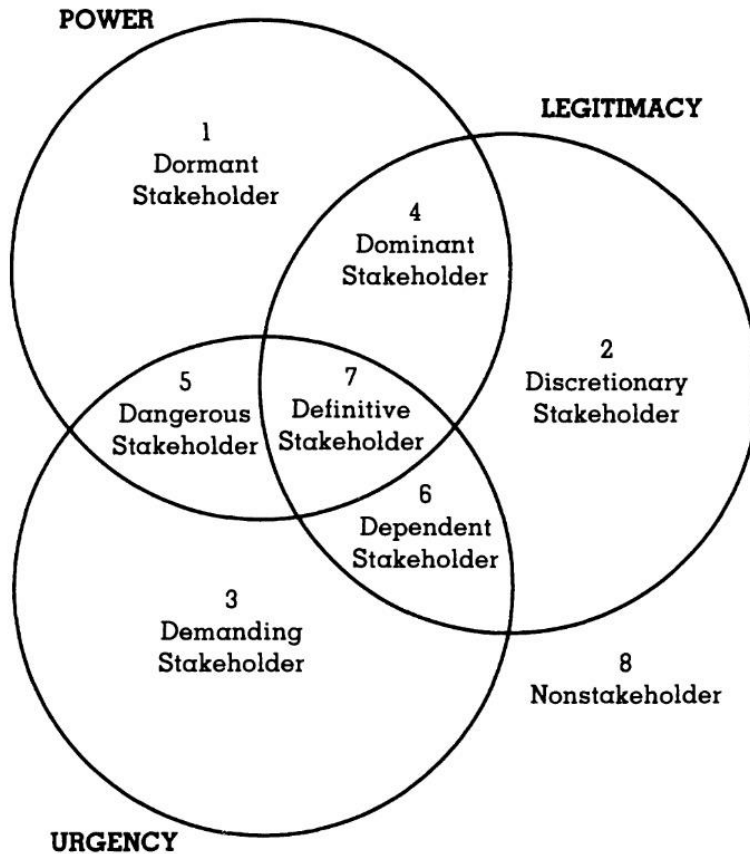 POWER
LEGITIMACY
1
Dormant
Stakeholder
4
Dominant
Stakeholder
2
Discretionary
Stakeholder
5
Dangerous
Stakeholder
7
Definitive
Stakeholder
6
Dependent
Stakeholder
3
Demanding
Stakeholder
8
Nonstakeholder
URGENCY